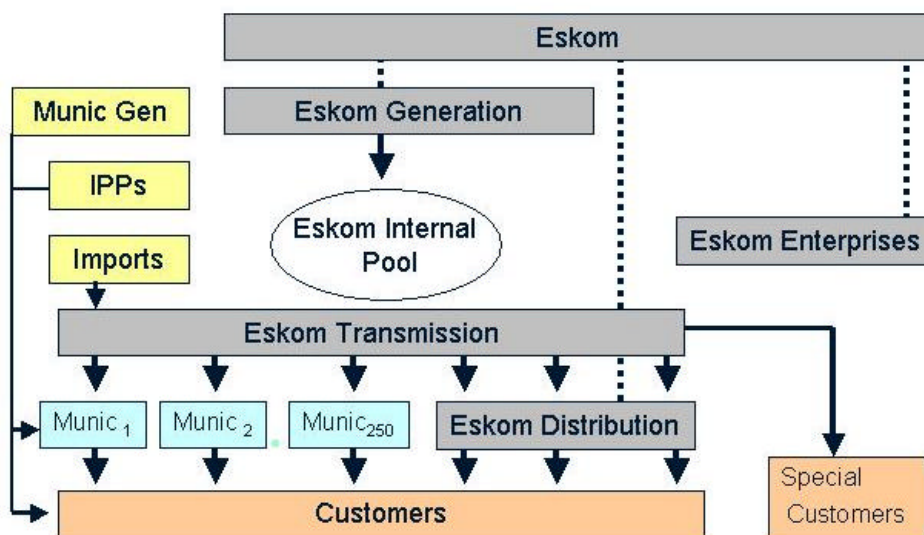 Eskom
Munic Gen
Eskom Generation
IPPs
Eskom Internal
Pool
Eskom Enterprises
Imports
Eskom Transmission
Munic 1
Munic 2
Munic250
Eskom Distribution
Special
Customers
Customers